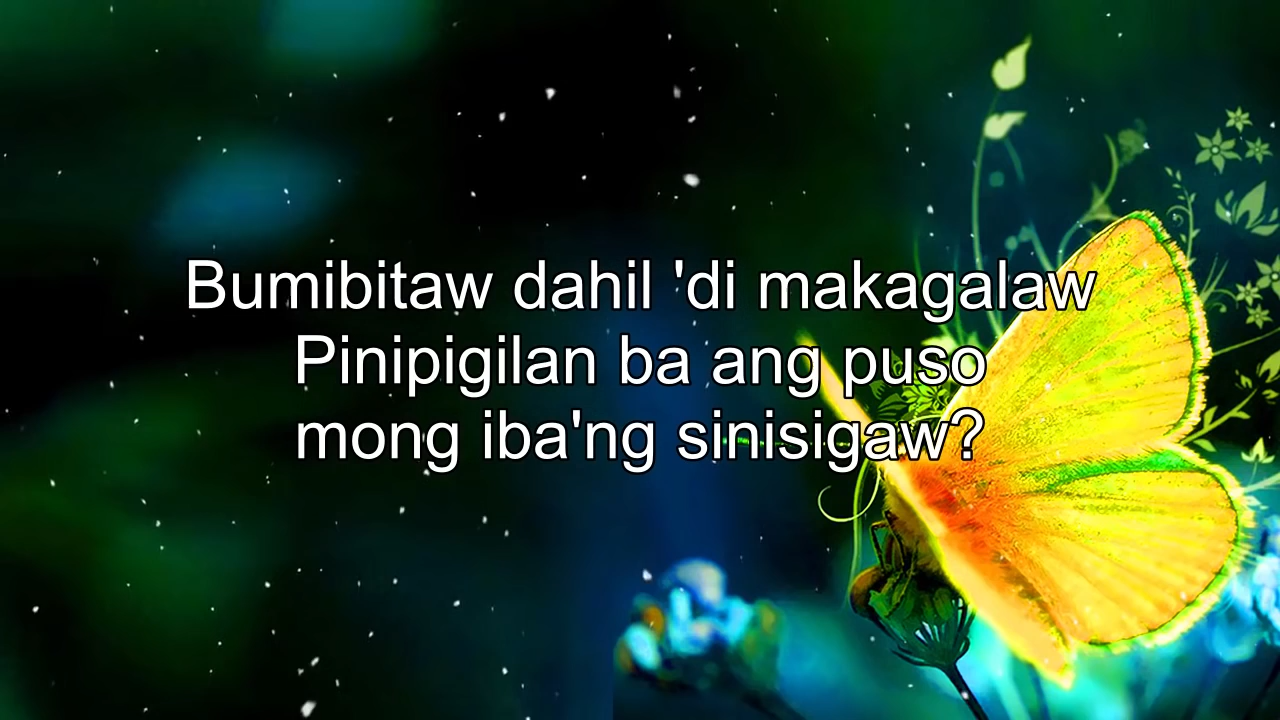 Bumibitaw dahil 'di makagalaw
Pinipigilan ba ang puso
mong iba'ng sinisigaw?